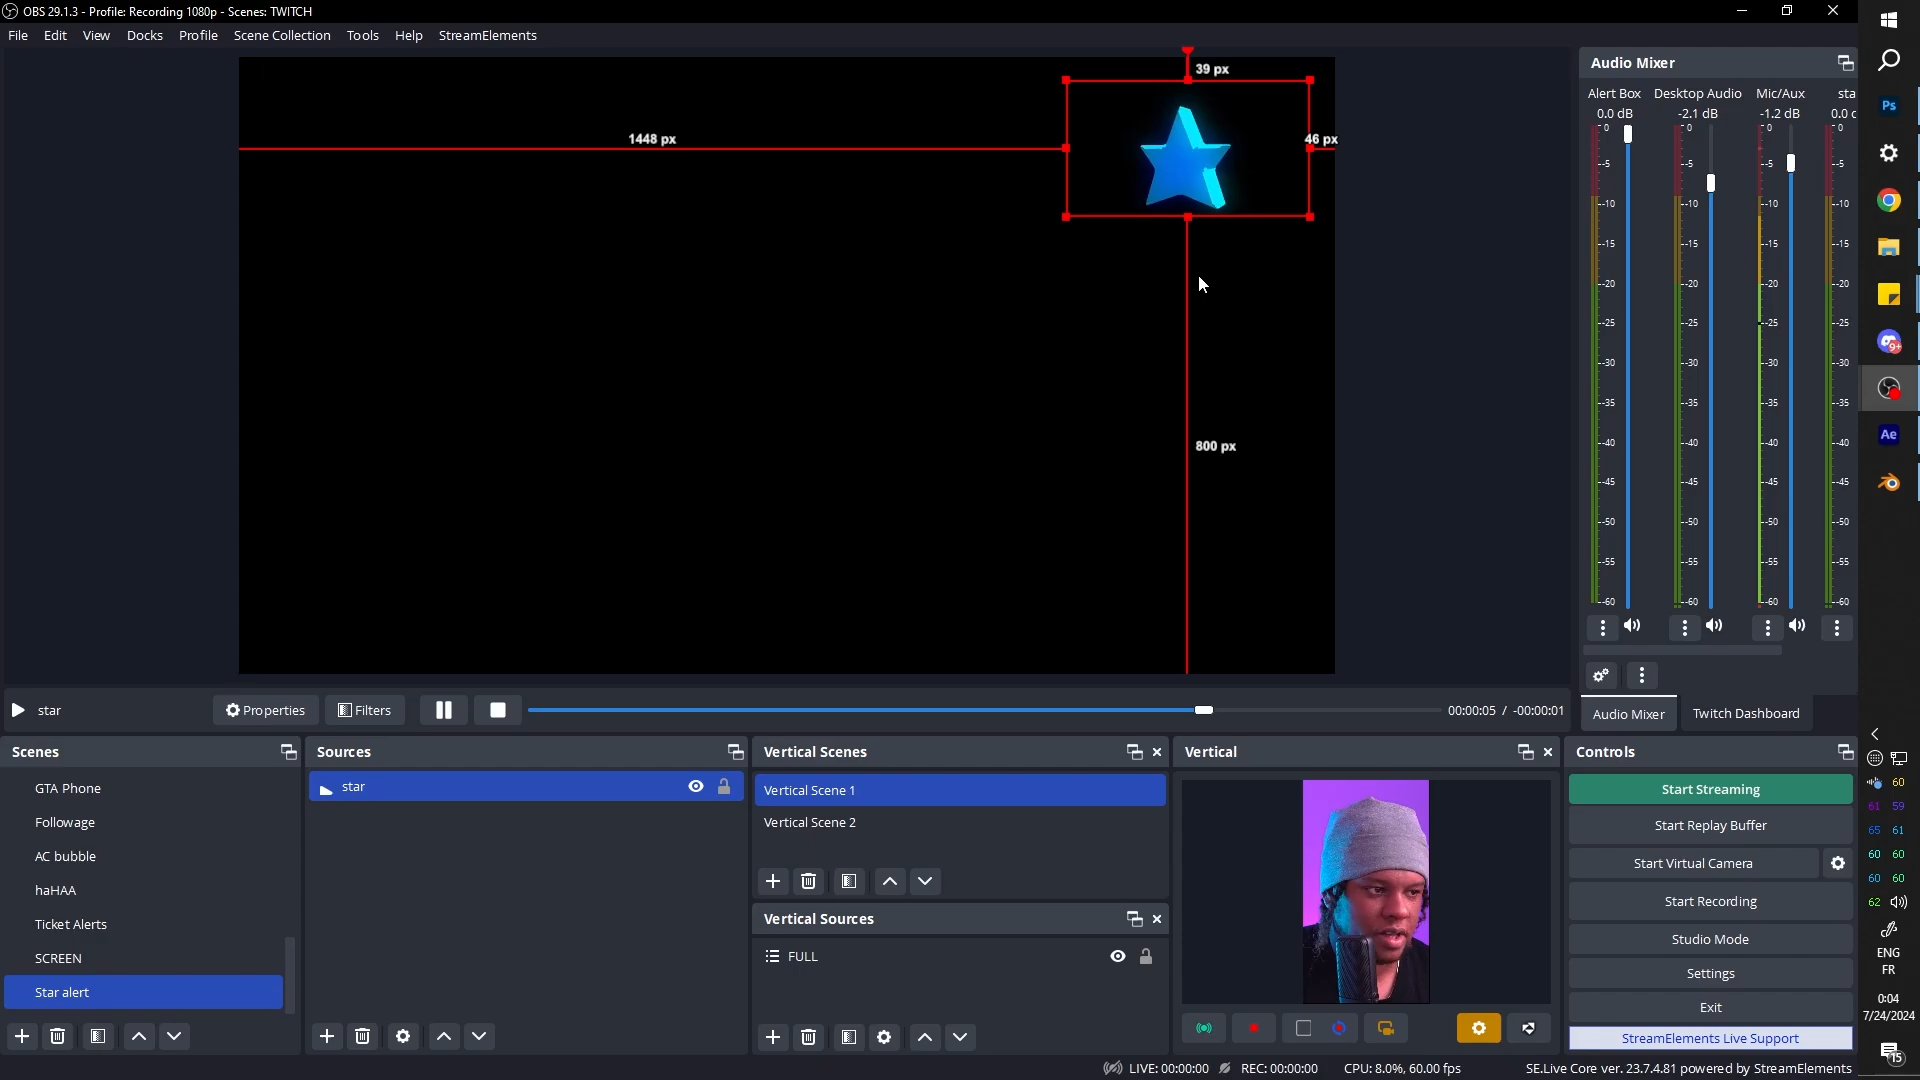 OBS 29.1.3 - Profile: Recording 1080p - Scenes: TWITCH
File Edit View Docks Profile Scene Collection Tools Help StreamElements
39 px
1448 px
46 px
800 px
Audio Mixer
Alert Box Desktop Audio Mic/Aux sta
0.0 dB -2.1 dB -1.2 dB 0.0
0 0 0 0
-5 -5 -5 -5
-10 -10 -10 -10
-15 -15 -15 -15
-20 -20 -20 -20
-25 -25 -25 -25
-30 -30 -30 -30
-35 -35 -35 -35
-40 -40 -40 -40
-45 -45 -45 -45
-50 -50 -50 -50
-55 -55 -55 -55
-60 -60 -60 -60
Audio Mixer Twitch Dashboard
star Properties Filters 00:00:05 / -00:00:01
Scenes
GTA Phone
Followage
AC bubble
haHAA
Ticket Alerts
SCREEN
Star alert
Sources
star
Vertical Scenes
Vertical Scene 1
Vertical Scene 2
Vertical Sources
FULL
Vertical
Controls
Start Streaming
Start Replay Buffer
Start Virtual Camera
Start Recording
Studio Mode
Settings
Exit
StreamElements Live Support
LIVE: 00:00:00 REC: 00:00:00 CPU: 8.0%, 60.00 fps SE.Live Core ver. 23.7.4.81 powered by StreamElements
Ps
9+
Ae
60
61 59
65 61
60 60
60 60
62
ENG
FR
0:04
7/24/2024
15